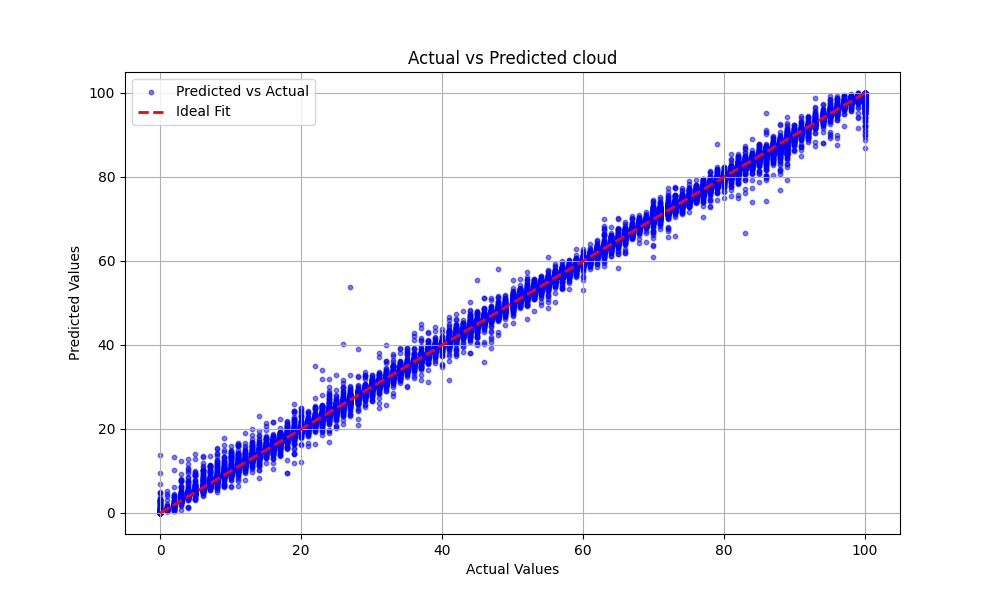 Actual vs Predicted cloud
Predicted vs Actual
Ideal Fit
100
80
60
40
20
0
Predicted Values
0 20 40 60 80 100
Actual Values